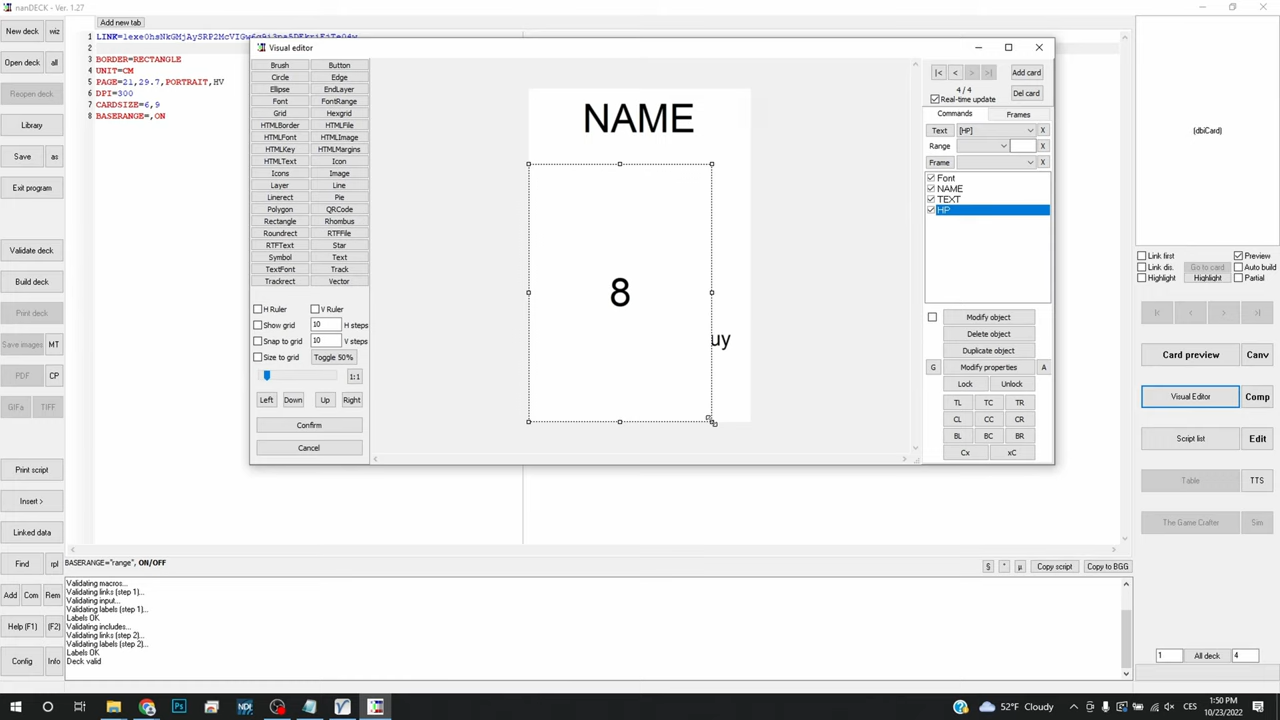 nanDECK - Ver. 1.27
New deck
wiz
Open deck
all
Reopen deck
Library
Save
as
Exit program
Validate deck
Build deck
Print deck
Save images
MT
PDF
CP
GIFa
TIFF
Print script
Insert >
Linked data
Find
rpl
Add
Com
Rem
Help (F1)
(F2)
Config
Info
Add new tab
1
2
3 BORDER=RECTANGLE
4 UNIT=CM
5 PAGE=21,29.7,PORTRAIT,HV
6 DPI=300
7 CARDSIZE=6,9
8 BASERANGE=,ON
Visual editor
Brush
Button
Circle
Edge
Ellipse
EndLayer
Font
FontRange
Grid
Hexgrid
HTMLBorder
HTMLFile
HTMLFont
HTMLImage
HTMLKey
HTMLMargins
HTMLText
Icon
Icons
Image
Layer
Line
Linerect
Pie
Polygon
QRCode
Rectangle
Rhombus
Roundrect
RTFFile
RTFText
Star
Symbol
Text
TextFont
Track
Trackrect
Vector
H Ruler
V Ruler
Show grid
10
H steps
Snap to grid
10
V steps
Size to grid
Toggle 50%
1:1
Left
Down
Up
Right
Confirm
Cancel
NAME
8
uy
|<
<
>
>|
Add card
4 / 4
Real-time update
Del card
Commands
Frames
Text
[HP]
X
Range
X
Frame
X
Font
NAME
TEXT
HP
Modify object
Delete object
Duplicate object
G
Modify properties
A
Lock
Unlock
TL
TC
TR
CL
CC
CR
BL
BC
BR
Cx
xC
(dbiCard)
Link first
Preview
Link dis.
Go to card
Auto build
Highlight
Highlight
Partial
|<
<
>
>|
Card preview
Canv
Visual Editor
Comp
Script list
Edit
Table
TTS
The Game Crafter
Sim
1
All deck
4
BASERANGE="range", ON/OFF
§
"
µ
Copy script
Copy to BGG
Validating macros...
Validating links (step 1)...
Validating input...
Validating labels (step 1)...
Labels OK
Validating includes...
Validating links (step 2)...
Validating labels (step 2)...
Labels OK
Deck valid
52°F Cloudy
CES
1:50 PM
10/23/2022